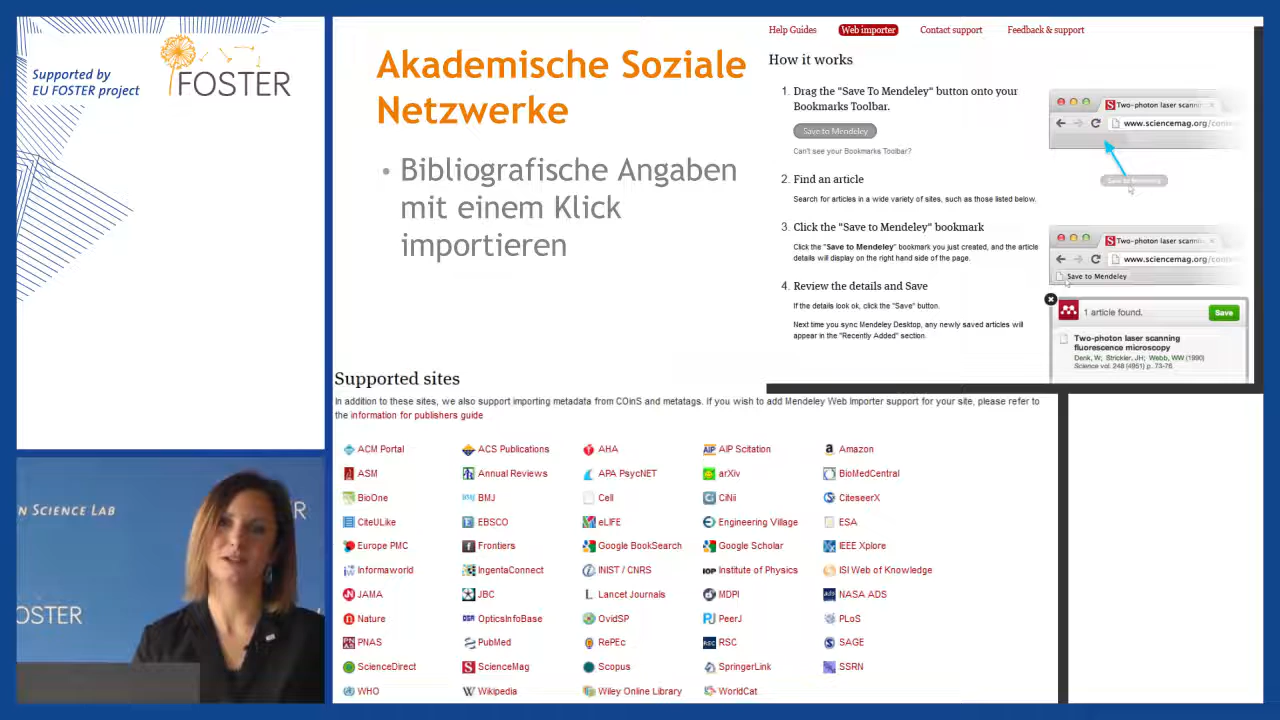 Supported by
EU FOSTER project
FOSTER
Akademische Soziale
Netzwerke
• Bibliografische Angaben
mit einem Klick
importieren
Help Guides Web importer Contact support Feedback & support
How it works
1. Drag the "Save To Mendeley" button onto your
Bookmarks Toolbar.
Save to Mendeley
Can't see your Bookmarks Toolbar?
2. Find an article
Search for articles in a wide variety of sites, such as those listed below.
3. Click the "Save to Mendeley" bookmark
Click the "Save to Mendeley" bookmark you just created, and the article
details will display on the right hand side of the page.
4. Review the details and Save
If the details look ok, click the "Save" button.
Next time you sync Mendeley Desktop, any newly saved articles will
appear in the "Recently Added" section.
Two-photon laser scanning
www.sciencemag.org/conte
Save to Mendeley
Two-photon laser scannin
www.sciencemag.org/co
Save to Mendeley
1 article found. Save
Two-photon laser scanning
fluorescence microscopy
Denk, W; Strickler, JH; Webb, WW (1990)
Science vol. 248 (4951) p. 73-76
Supported sites
In addition to these sites, we also support importing metadata from COinS and metatags. If you wish to add Mendeley Web Importer support for your site, please refer to
the information for publishers guide
ACM Portal ACS Publications AHA AIP Scitation Amazon
ASM Annual Reviews APA PsycNET arXiv BioMedCentral
BioOne BMJ Cell CiNii CiteseerX
CiteULike EBSCO eLIFE Engineering Village ESA
Europe PMC Frontiers Google BookSearch Google Scholar IEEE Xplore
Informaworld IngentaConnect INIST / CNRS Institute of Physics ISI Web of Knowledge
JAMA JBC Lancet Journals MDPI NASA ADS
Nature OpticsInfoBase OvidSP PeerJ PLoS
PNAS PubMed RePEc RSC SAGE
ScienceDirect ScienceMag Scopus SpringerLink SSRN
WHO Wikipedia Wiley Online Library WorldCat
N SCIENCE LAB
OSTER